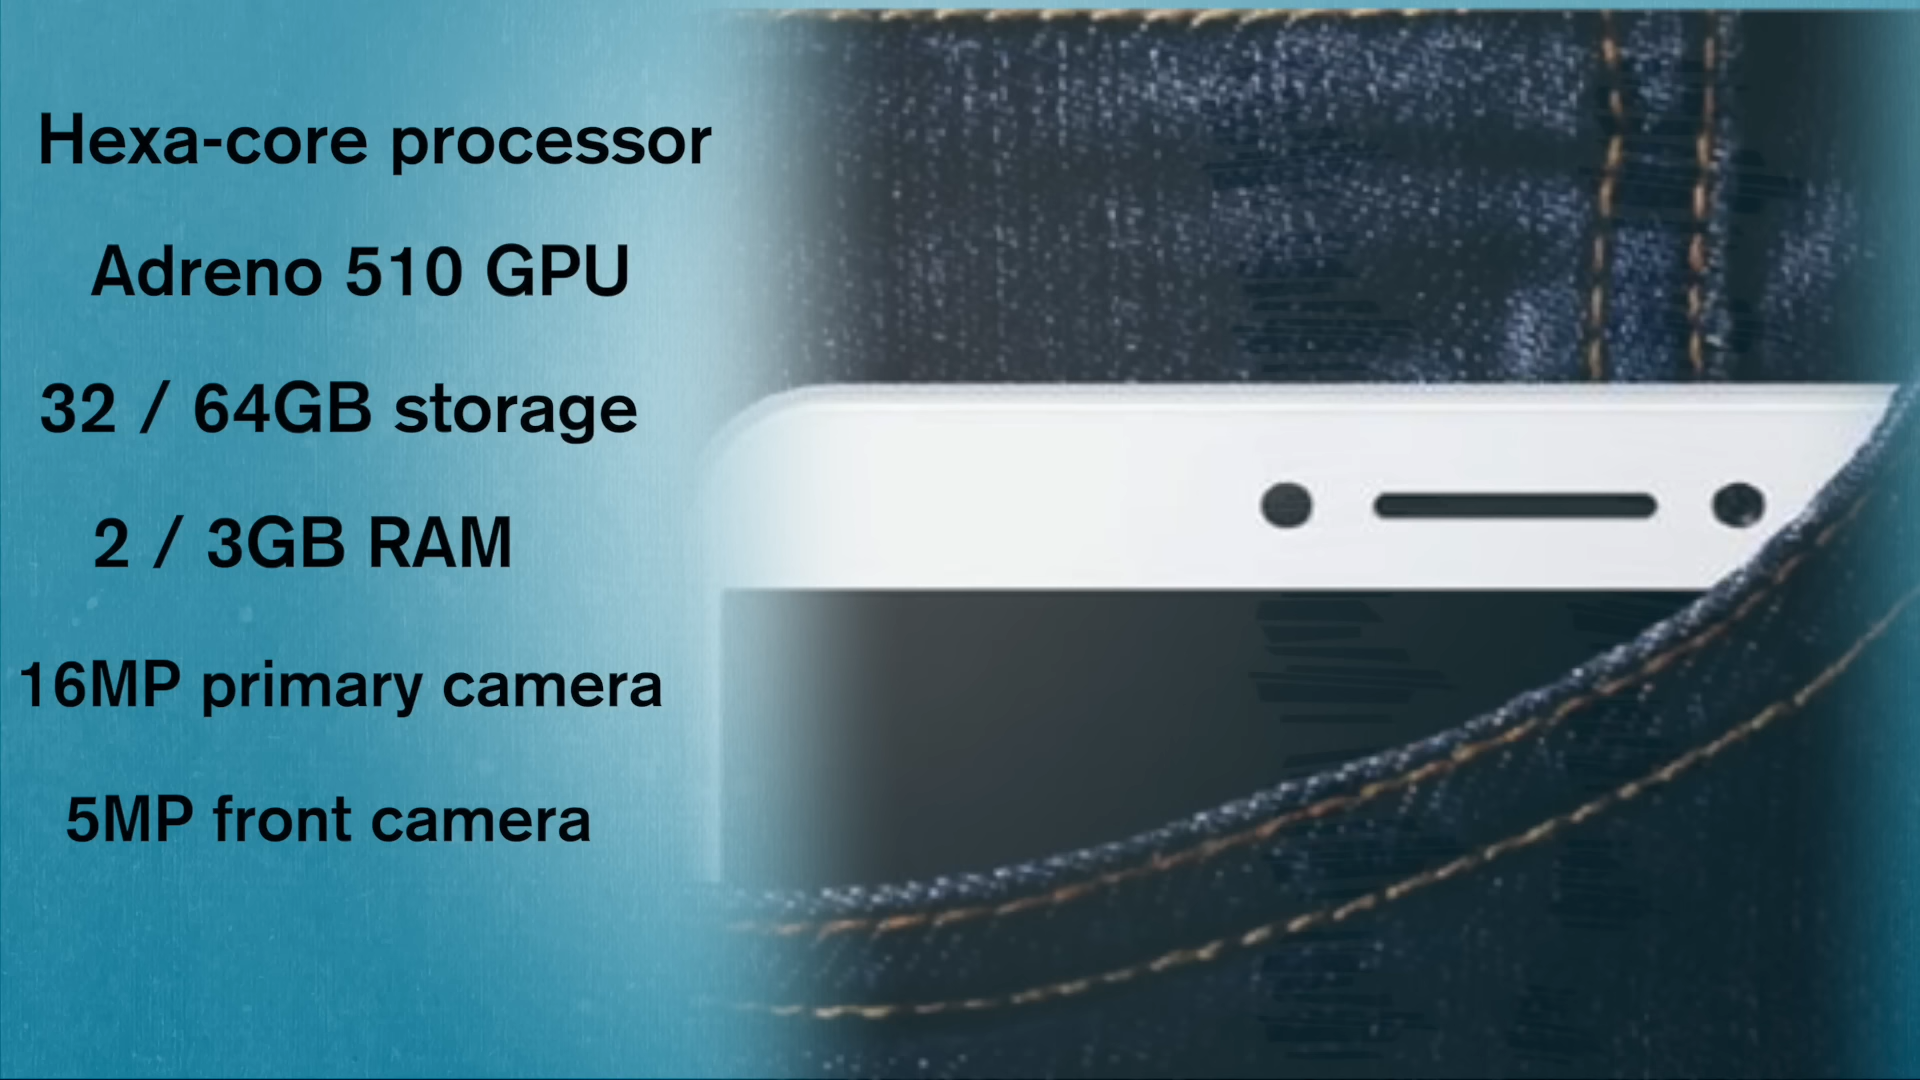 Hexa-core processor
Adreno 510 GPU
32 / 64GB storage
2 / 3GB RAM
16MP primary camera
5MP front camera